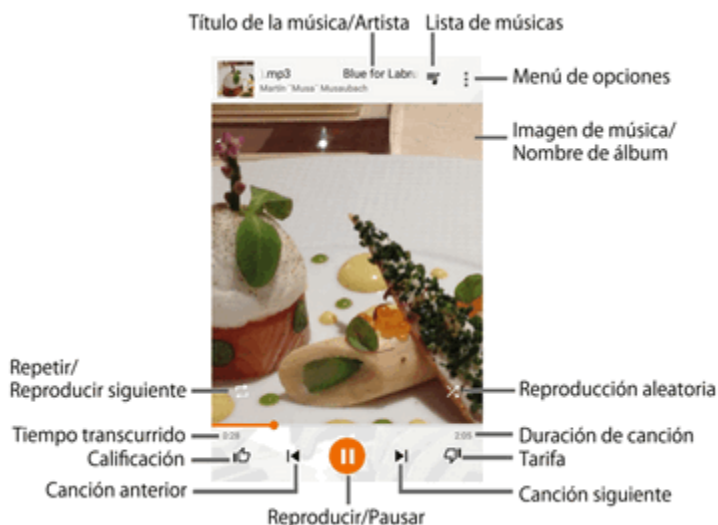 Título de la música/Artista
Lista de músicas
.mp3 Blue for Labru
Martín "Musa" Musaubach
Menú de opciones
Imagen de música/
Nombre de álbum
Repetir/
Reproducir siguiente
Reproducción aleatoria
Tiempo transcurrido
0:28
2:05
Duración de canción
Calificación
Tarifa
Canción anterior
Canción siguiente
Reproducir/Pausar